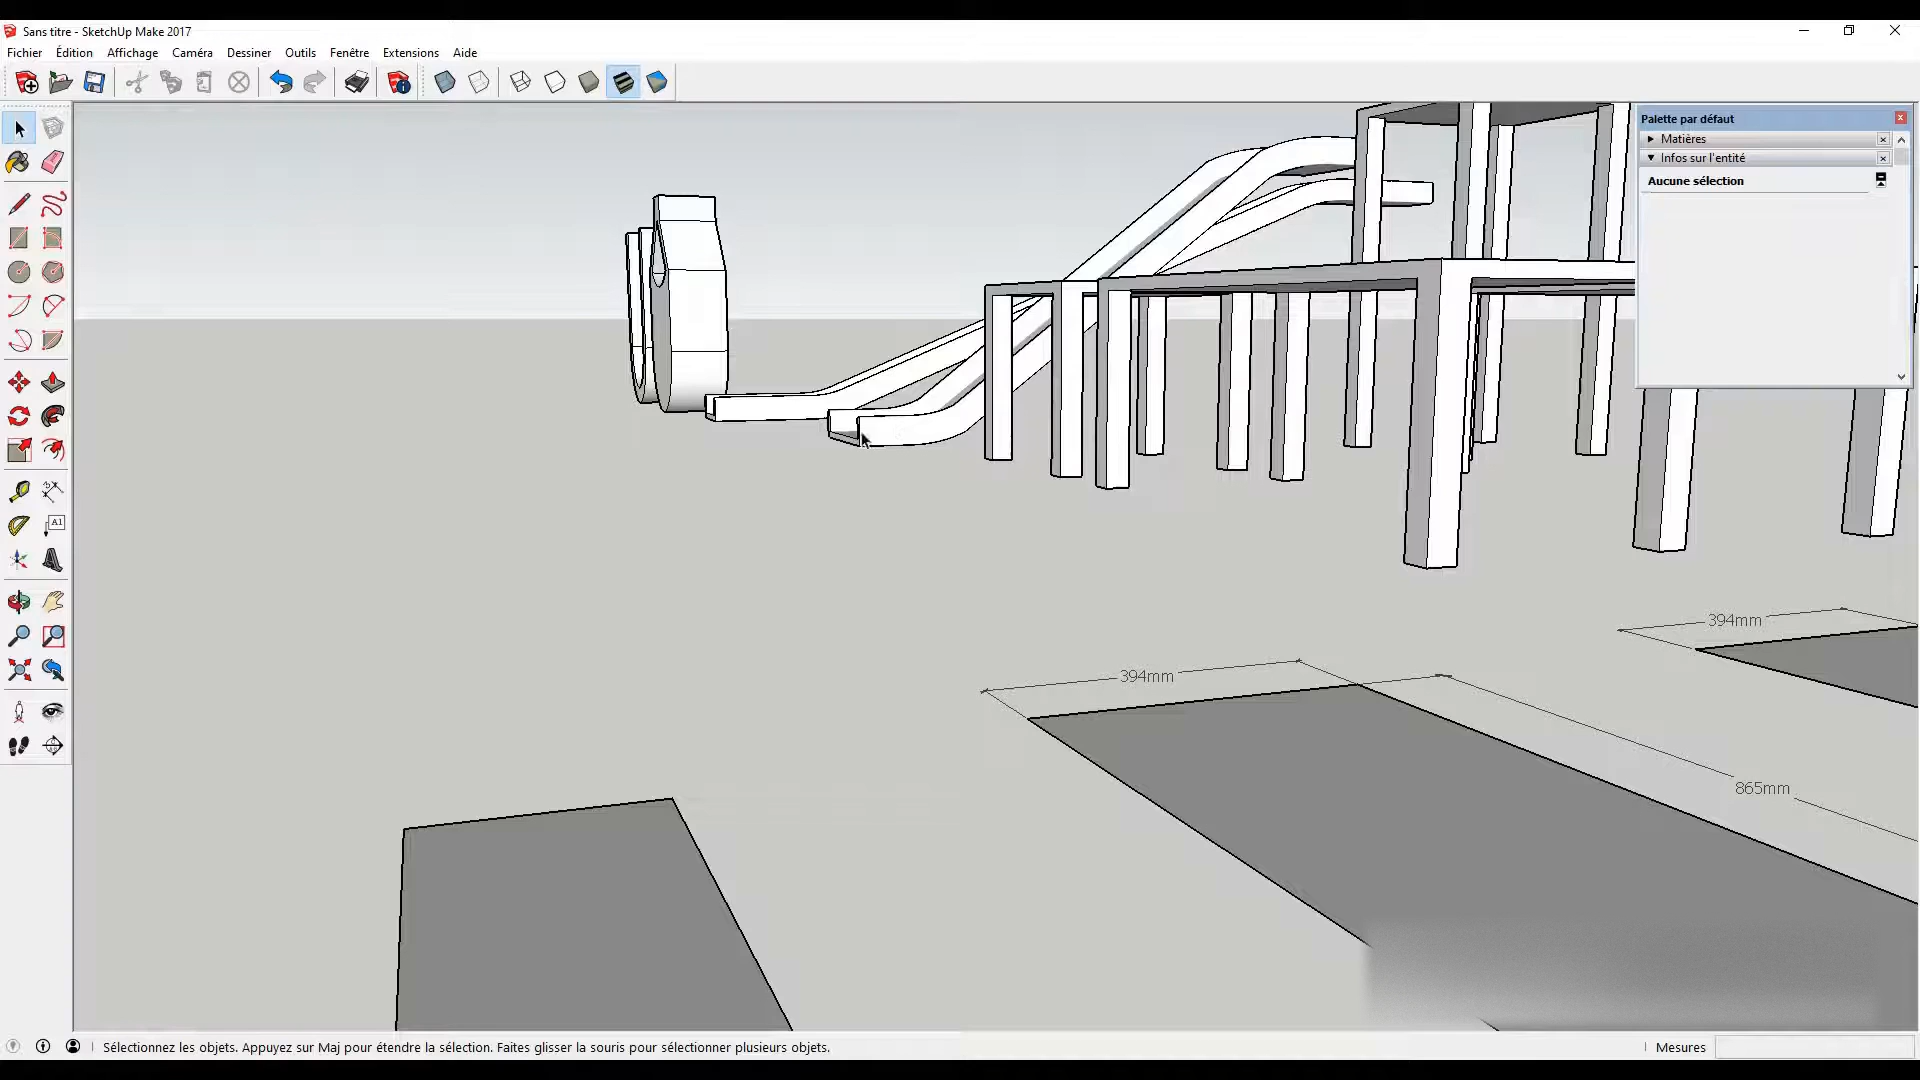 Sans titre - SketchUp Make 2017
Fichier Édition Affichage Caméra Dessiner Outils Fenêtre Extensions Aide
Palette par défaut
Matières
Infos sur l'entité
Aucune sélection
A1
394mm
394mm
865mm
Sélectionnez les objets. Appuyez sur Maj pour étendre la sélection. Faites glisser la souris pour sélectionner plusieurs objets.
Mesures